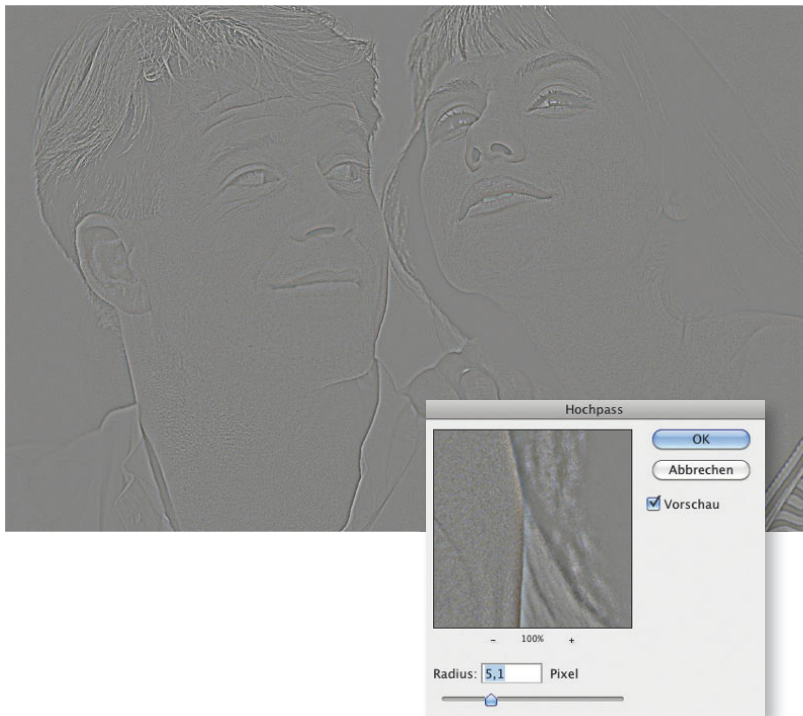 Hochpass
OK
Abbrechen
Vorschau
- 100% +
Radius: 5,1 Pixel